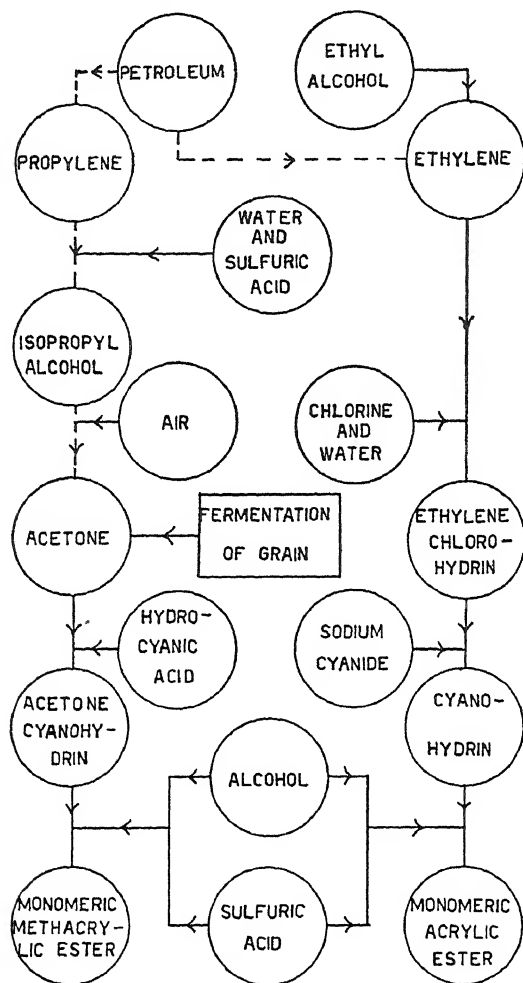 PETROLEUM
ETHYL
ALCOHOL
PROPYLENE
ETHYLENE
WATER
AND
SULFURIC
ACID
ISOPROPYL
ALCOHOL
AIR
CHLORINE
AND
WATER
ACETONE
FERMENTATION
OF GRAIN
ETHYLENE
CHLORO-
HYDRIN
HYDRO-
CYANIC
ACID
SODIUM
CYANIDE
ACETONE
CYANOHY-
DRIN
CYANO-
HYDRIN
ALCOHOL
MONOMERIC
METHACRY-
LIC ESTER
SULFURIC
ACID
MONOMERIC
ACRYLIC
ESTER